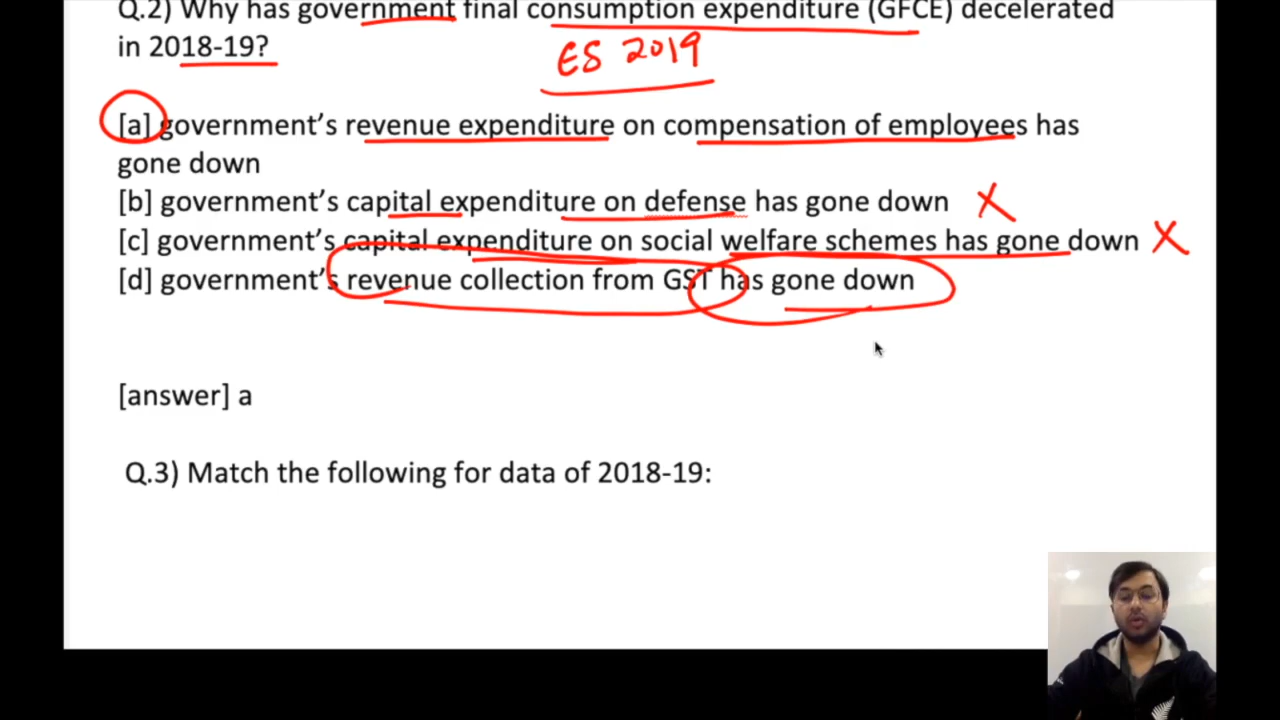 Q.2) Why has government final consumption expenditure (GFCE) decelerated
in 2018-19?
ES 2019
[a] government's revenue expenditure on compensation of employees has
gone down
[b] government's capital expenditure on defense has gone down X
[c] government's capital expenditure on social welfare schemes has gone down X
[d] government's revenue collection from GST has gone down
[answer] a
Q.3) Match the following for data of 2018-19: